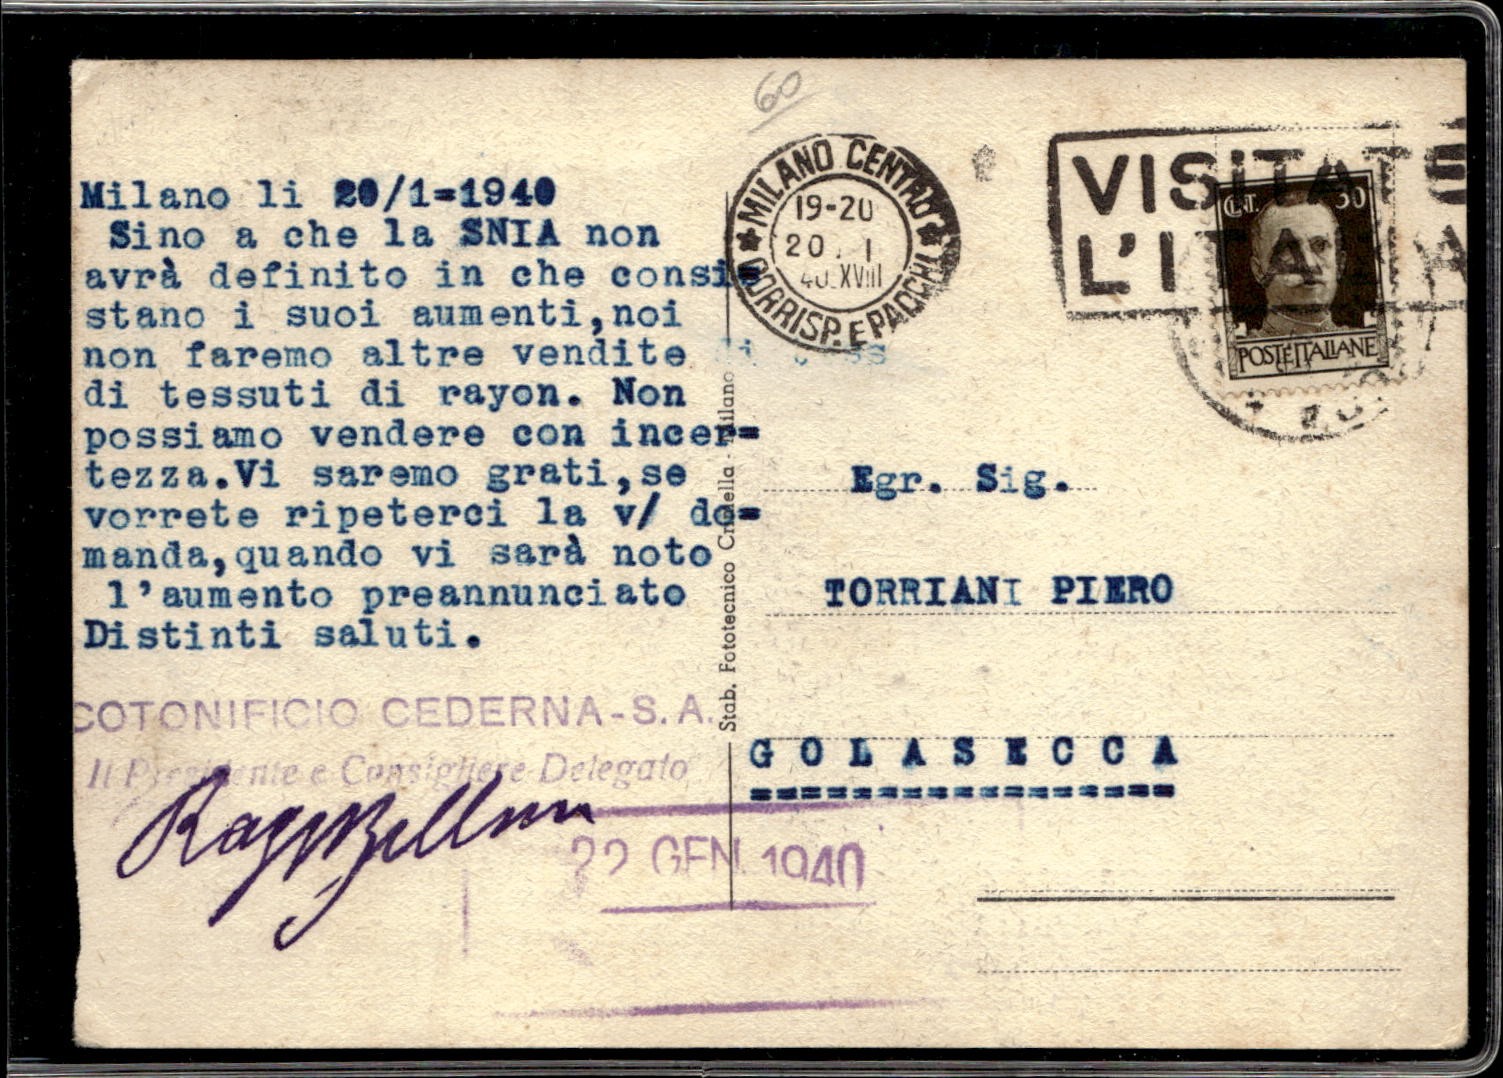 60
Milano li 20/1=1940
Sino a che la SNIA non
avrà definito in che consi=
stano i suoi aumenti,noi
non faremo altre vendite
di tessuti di rayon. Non
possiamo vendere con incer=
tezza.Vi saremo grati,se
vorrete ripeterci la v/ do=
manda,quando vi sarà noto
l'aumento preannunciato
Distinti saluti.
COTONIFICIO CEDERNA-S.A.
Il Presidente e Consigliere Delegato
22 GEN. 1940
Stab. Fototecnico Milano
MILANO CENTRO
19-20
20 . I
40.XVIII
CORRISP. E PACCHI
VISITATE
L'ITALIA
CENT. 30
POSTE ITALIANE
Egr. Sig.
TORRIANI PIERO
GOLASECCA
==================